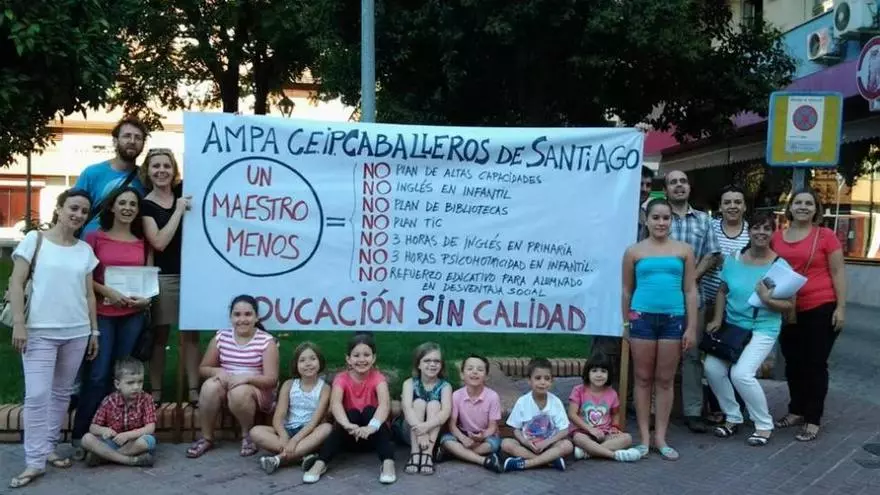 AMPA C.E.I.P. CABALLEROS DE SANTIAGO
UN
MAESTRO
MENOS
=
NO PLAN DE ALTAS CAPACIDADES
NO INGLÉS EN INFANTIL
NO PLAN DE BIBLIOTECAS
NO PLAN TIC
NO 3 HORAS DE INGLÉS EN PRIMARIA
NO 3 HORAS PSICOMOTRICIDAD EN INFANTIL.
NO REFUERZO EDUCATIVO PARA ALUMNADO
EN DESVENTAJA SOCIAL
EDUCACIÓN SIN CALIDAD